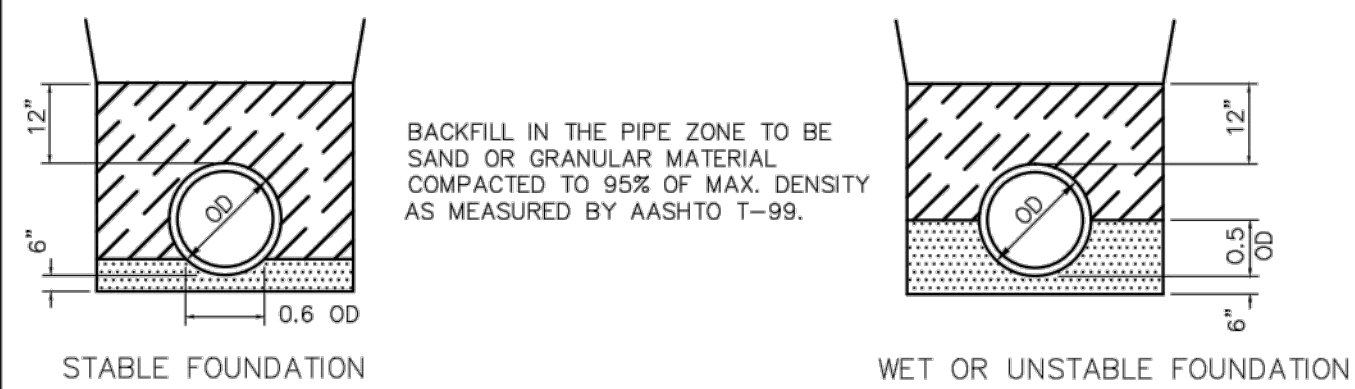 12"
OD
6"
0.6 OD
STABLE FOUNDATION
BACKFILL IN THE PIPE ZONE TO BE
SAND OR GRANULAR MATERIAL
COMPACTED TO 95% OF MAX. DENSITY
AS MEASURED BY AASHTO T-99.
12"
OD
0.5
OD
6"
WET OR UNSTABLE FOUNDATION